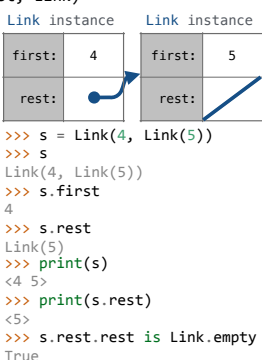 Link instance Link instance
first: 4 first: 5
rest: rest:
>>> s = Link(4, Link(5))
>>> s
Link(4, Link(5))
>>> s.first
4
>>> s.rest
Link(5)
>>> print(s)
<4 5>
>>> print(s.rest)
<5>
>>> s.rest.rest is Link.empty
True